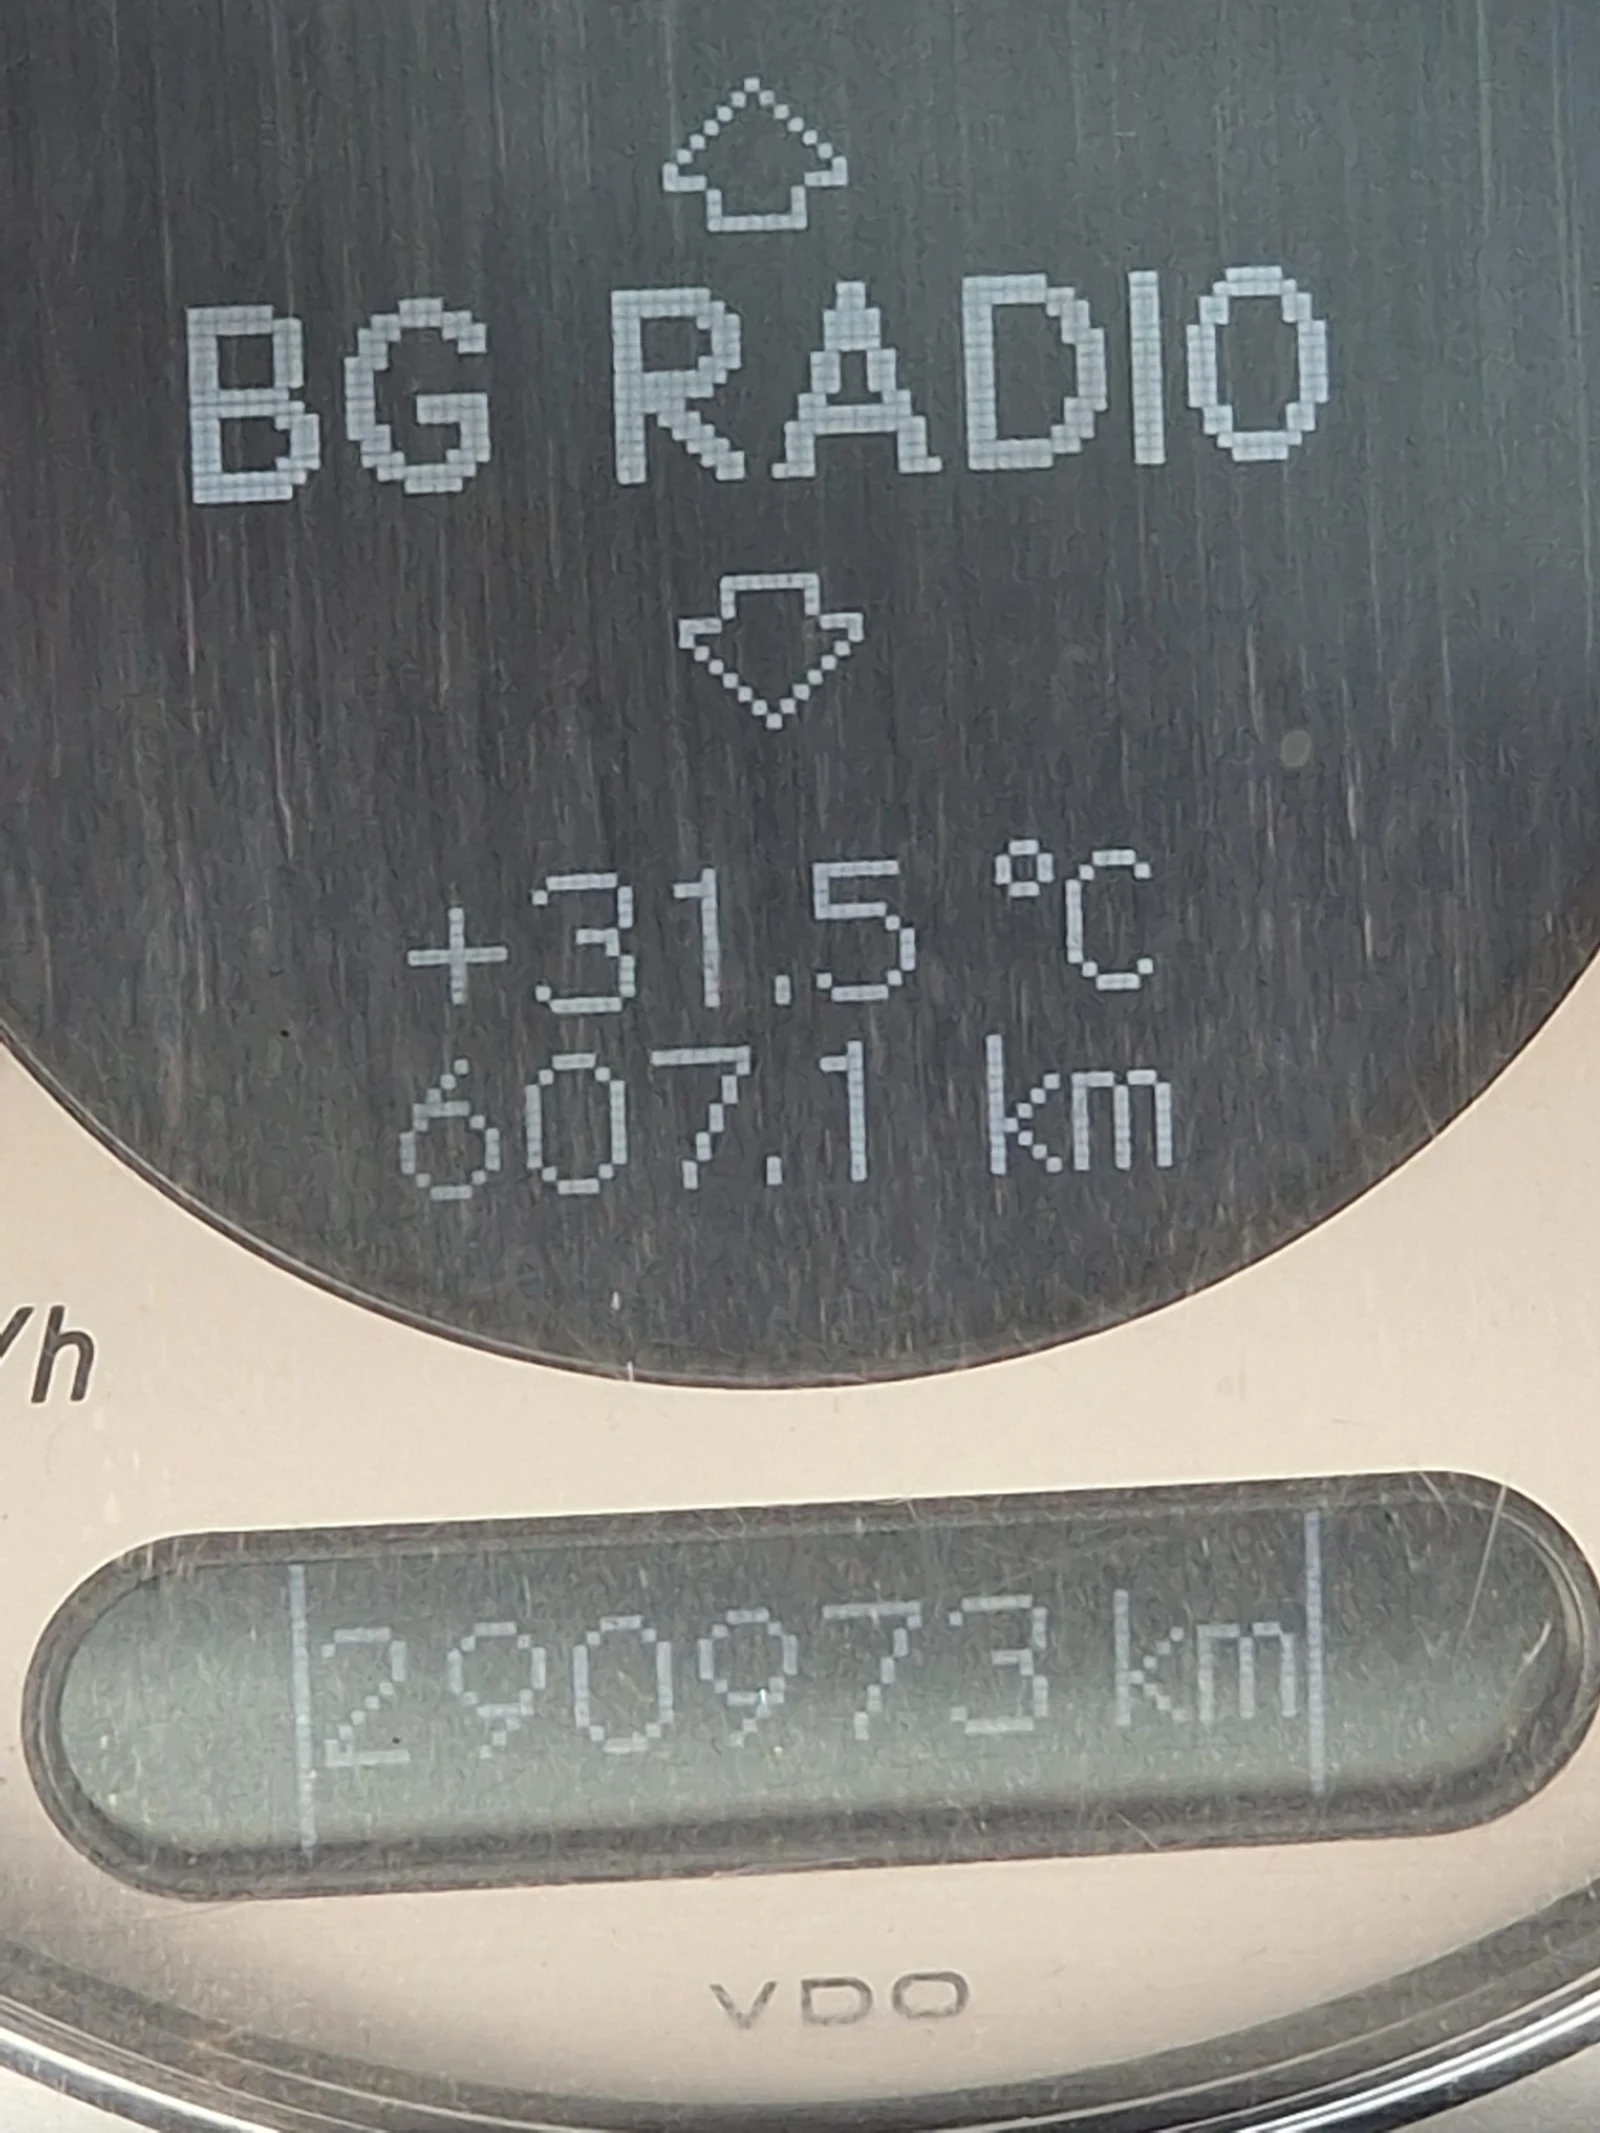 BG RADIO
+31.5 °C
607.1 km
/h
290973 km
VDO